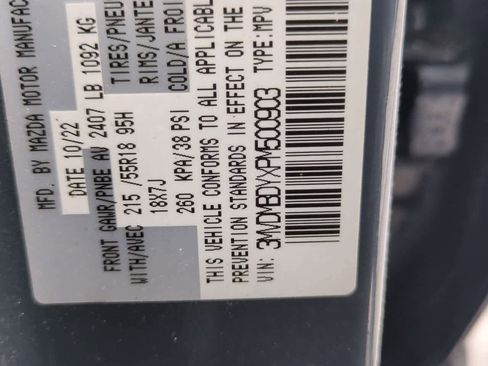 MFD. BY MAZDA MOTOR MANUFAC
DATE 10/22
FRONT GAWR/PNBE AV 2407 LB 1092 KG
WITH/AVEC 215 /55R18 95H TIRES/PNEU
18X7J RIMS/JANTE
260 KPA/38 PSI COLD/A FROI
THIS VEHICLE CONFORMS TO ALL APPLICABL
PREVENTION STANDARDS IN EFFECT ON THE
VIN: 3MVDMBDYXPM500903 TYPE:MPV